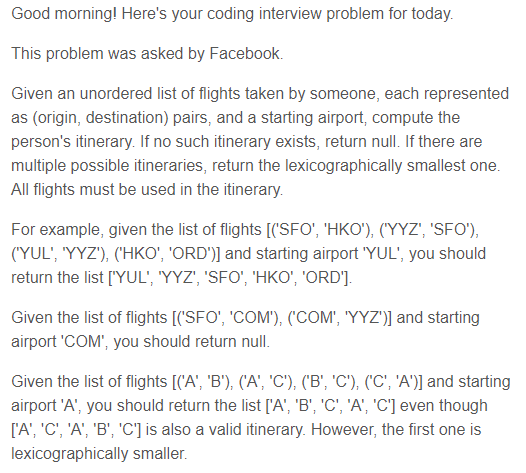 Good morning! Here's your coding interview problem for today.
This problem was asked by Facebook.
Given an unordered list of flights taken by someone, each represented
as (origin, destination) pairs, and a starting airport, compute the
person's itinerary. If no such itinerary exists, return null. If there are
multiple possible itineraries, return the lexicographically smallest one.
All flights must be used in the itinerary.
For example, given the list of flights [('SFO', 'HKO'), ('YYZ', 'SFO'),
('YUL', 'YYZ'), ('HKO', 'ORD')] and starting airport 'YUL', you should
return the list ['YUL', 'YYZ', 'SFO', 'HKO', 'ORD'].
Given the list of flights [('SFO', 'COM'), ('COM', 'YYZ')] and starting
airport 'COM', you should return null.
Given the list of flights [('A', 'B'), ('A', 'C'), ('B', 'C'), ('C', 'A')] and starting
airport 'A', you should return the list ['A', 'B', 'C', 'A', 'C'] even though
['A', 'C', 'A', 'B', 'C'] is also a valid itinerary. However, the first one is
lexicographically smaller.